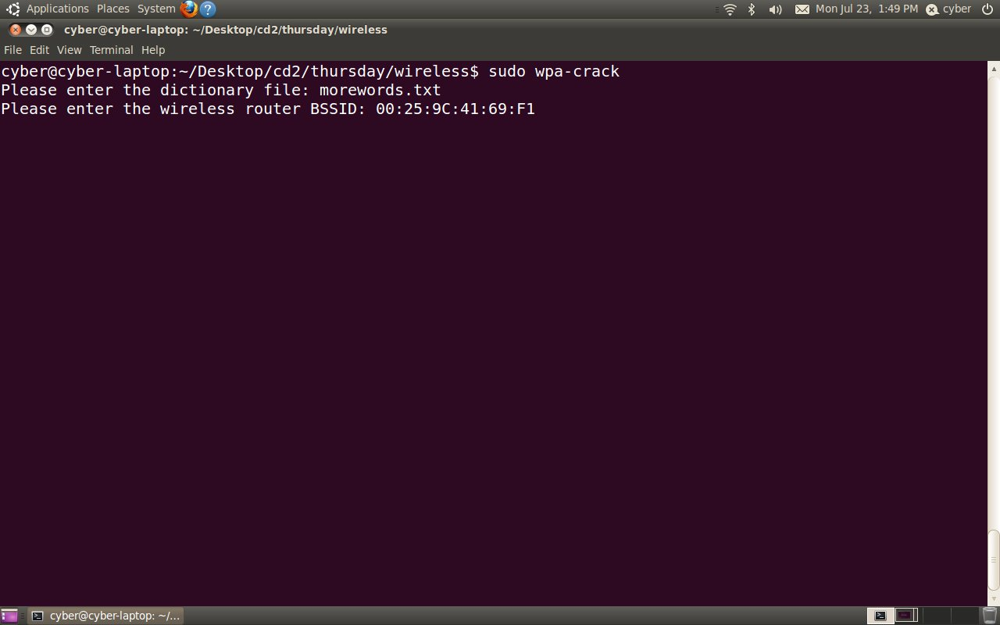 Applications Places System Mon Jul 23, 1:49 PM cyber
cyber@cyber-laptop: ~/Desktop/cd2/thursday/wireless
File Edit View Terminal Help
cyber@cyber-laptop:~/Desktop/cd2/thursday/wireless$ sudo wpa-crack
Please enter the dictionary file: morewords.txt
Please enter the wireless router BSSID: 00:25:9C:41:69:F1
cyber@cyber-laptop: ~/...